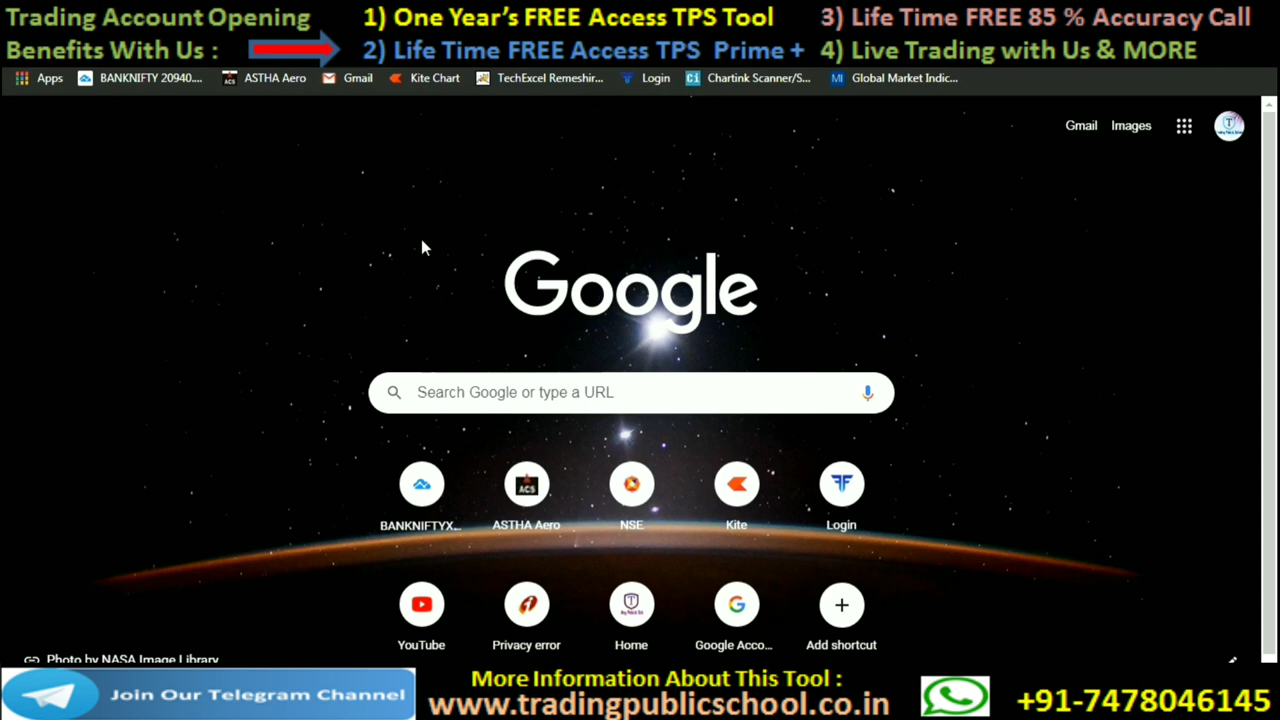 Trading Account Opening
Benefits With Us :
1) One Year's FREE Access TPS Tool
2) Life Time FREE Access TPS Prime +
3) Life Time FREE 85 % Accuracy Call
4) Live Trading with Us & MORE
Apps BANKNIFTY 20940.... ASTHA Aero Gmail Kite Chart TechExcel Remeshir... Login Chartink Scanner/S... Global Market Indic...
Gmail Images
Google
Search Google or type a URL
BANKNIFTYX... ASTHA Aero NSE Kite Login
YouTube Privacy error Home Google Acco... Add shortcut
Photo by NASA Image Library
Join Our Telegram Channel
More Information About This Tool :
www.tradingpublicschool.co.in
+91-7478046145